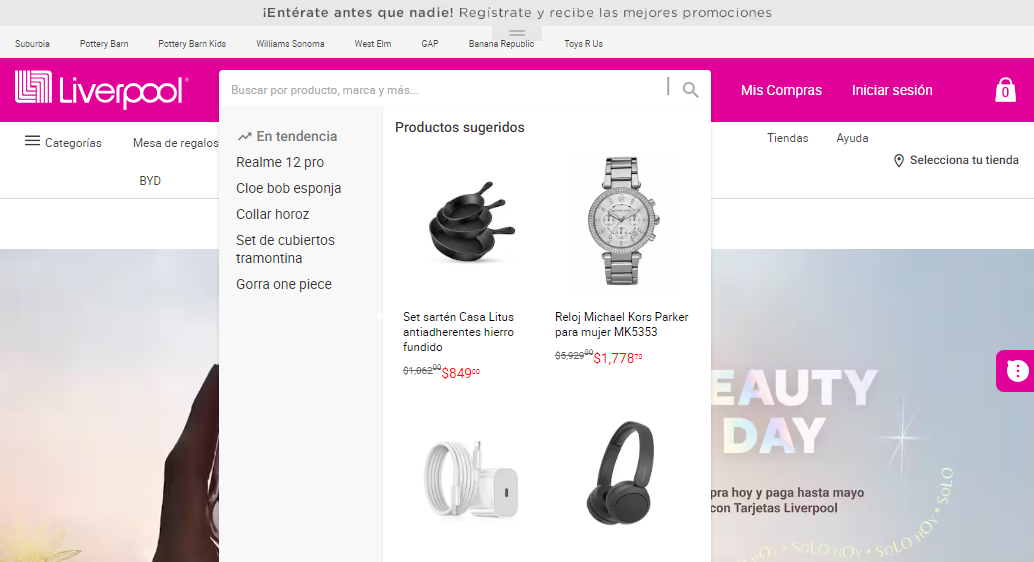 ¡Entérate antes que nadie! Regístrate y recibe las mejores promociones
Suburbia Pottery Barn Pottery Barn Kids Williams Sonoma West Elm GAP Banana Republic Toys R Us
Liverpool
Buscar por producto, marca y más...
Mis Compras Iniciar sesión 0
Categorías Mesa de regalos
Tiendas Ayuda
Selecciona tu tienda
BYD
En tendencia
Realme 12 pro
Cloe bob esponja
Collar horoz
Set de cubiertos
tramontina
Gorra one piece
Productos sugeridos
Set sartén Casa Litus
antiadherentes hierro
fundido
$1,062.00 $849.00
Reloj Michael Kors Parker
para mujer MK5353
$5,929.00 $1,778.70
EAUTY
DAY
pra hoy y paga hasta mayo
con Tarjetas Liverpool
HOY • SOLO HOY • SOLO HOY • SOLO